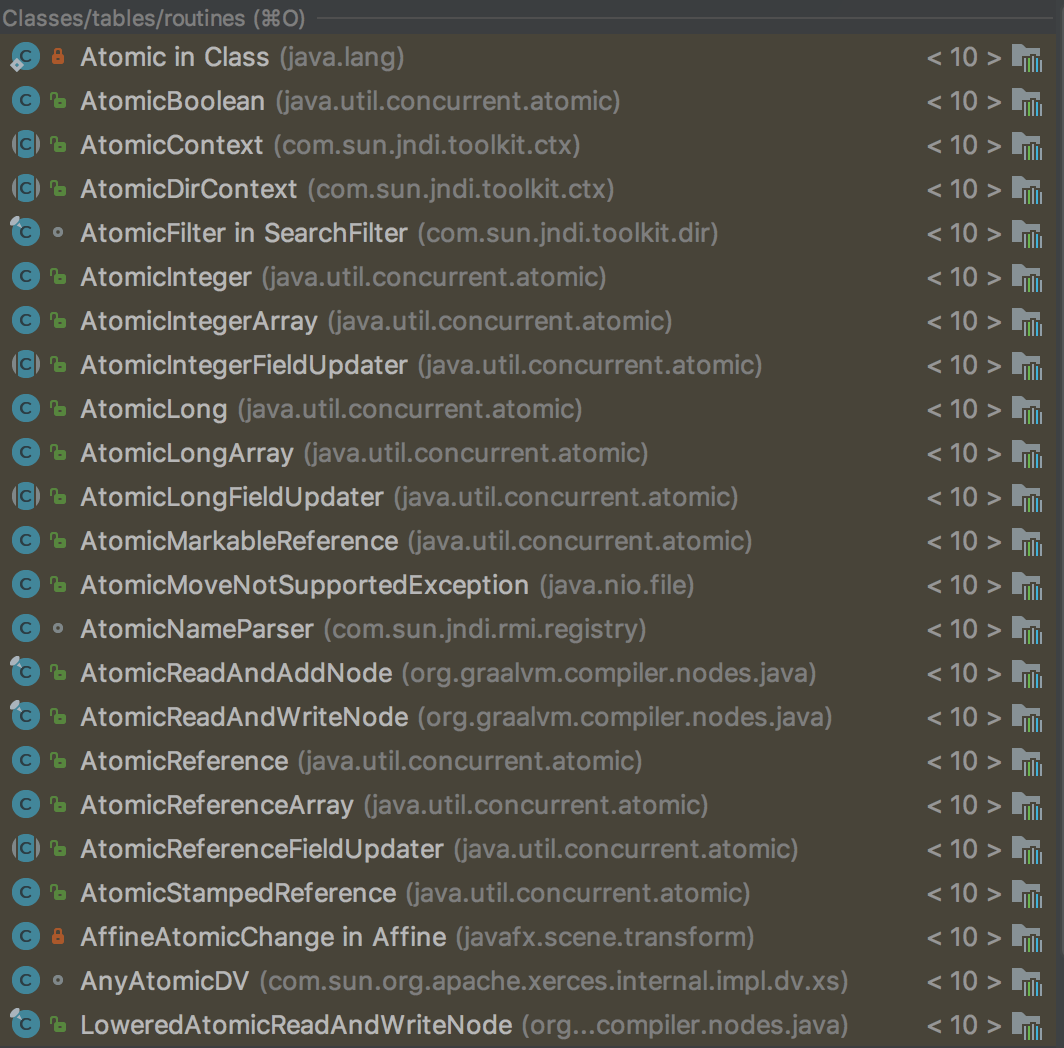 Classes/tables/routines (⌘O)
C Atomic in Class (java.lang) < 10 >
C AtomicBoolean (java.util.concurrent.atomic) < 10 >
C AtomicContext (com.sun.jndi.toolkit.ctx) < 10 >
C AtomicDirContext (com.sun.jndi.toolkit.ctx) < 10 >
C AtomicFilter in SearchFilter (com.sun.jndi.toolkit.dir) < 10 >
C AtomicInteger (java.util.concurrent.atomic) < 10 >
C AtomicIntegerArray (java.util.concurrent.atomic) < 10 >
C AtomicIntegerFieldUpdater (java.util.concurrent.atomic) < 10 >
C AtomicLong (java.util.concurrent.atomic) < 10 >
C AtomicLongArray (java.util.concurrent.atomic) < 10 >
C AtomicLongFieldUpdater (java.util.concurrent.atomic) < 10 >
C AtomicMarkableReference (java.util.concurrent.atomic) < 10 >
C AtomicMoveNotSupportedException (java.nio.file) < 10 >
C AtomicNameParser (com.sun.jndi.rmi.registry) < 10 >
C AtomicReadAndAddNode (org.graalvm.compiler.nodes.java) < 10 >
C AtomicReadAndWriteNode (org.graalvm.compiler.nodes.java) < 10 >
C AtomicReference (java.util.concurrent.atomic) < 10 >
C AtomicReferenceArray (java.util.concurrent.atomic) < 10 >
C AtomicReferenceFieldUpdater (java.util.concurrent.atomic) < 10 >
C AtomicStampedReference (java.util.concurrent.atomic) < 10 >
C AffineAtomicChange in Affine (javafx.scene.transform) < 10 >
C AnyAtomicDV (com.sun.org.apache.xerces.internal.impl.dv.xs) < 10 >
C LoweredAtomicReadAndWriteNode (org...compiler.nodes.java) < 10 >